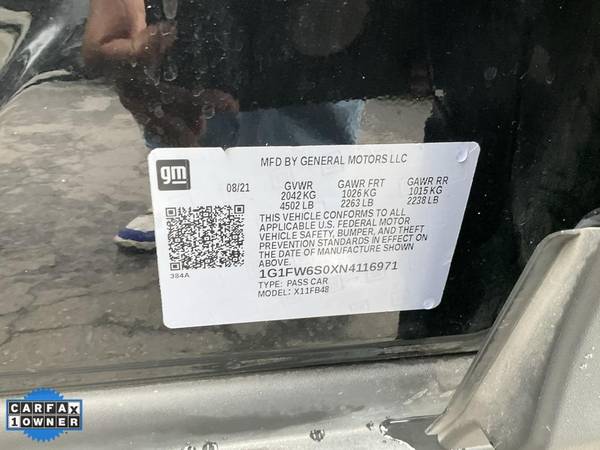 gm
MFD BY GENERAL MOTORS LLC
08/21 GVWR GAWR FRT GAWR RR
2042 KG 1026 KG 1015 KG
4502 LB 2263 LB 2238 LB
THIS VEHICLE CONFORMS TO ALL
APPLICABLE U.S. FEDERAL MOTOR
VEHICLE SAFETY, BUMPER, AND THEFT
PREVENTION STANDARDS IN EFFECT ON
THE DATE OF MANUFACTURE SHOWN
ABOVE.
384A
1G1FW6S0XN4116971
TYPE: PASS CAR
MODEL: X11FB48
CARFAX
1 OWNER